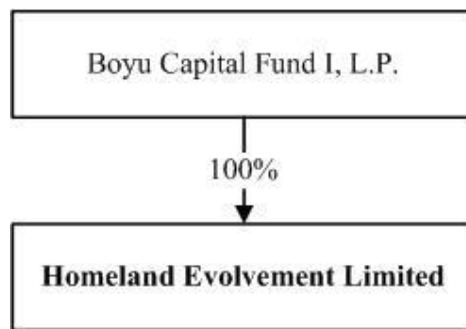 Boyu Capital Fund I, L.P.
100%
Homeland Evolvement Limited